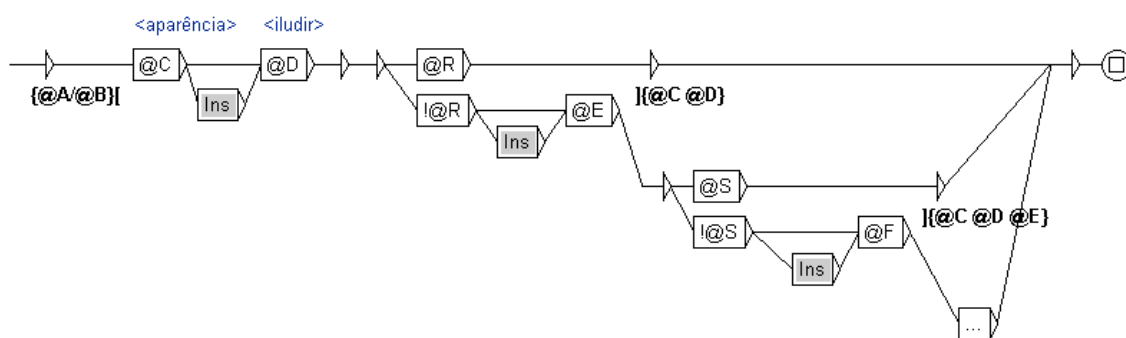 <aparência> <iludir>
@C @D @R
{@A/@B}[ Ins ]{@C @D}
!@R @E
Ins
@S
]{@C @D @E}
!@S @F
Ins
...